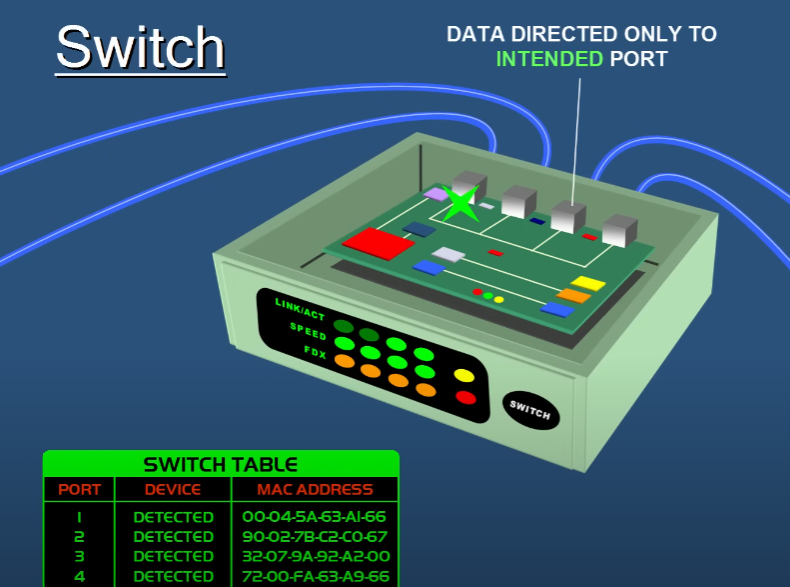 Switch
DATA DIRECTED ONLY TO
INTENDED PORT
LINK/ACT
SPEED
FDX
SWITCH
SWITCH TABLE
PORT DEVICE MAC ADDRESS
1 DETECTED 00-04-5A-63-A1-66
2 DETECTED 90-02-7B-C2-C0-67
3 DETECTED 32-07-9A-92-A2-00
4 DETECTED 72-00-FA-63-A9-66